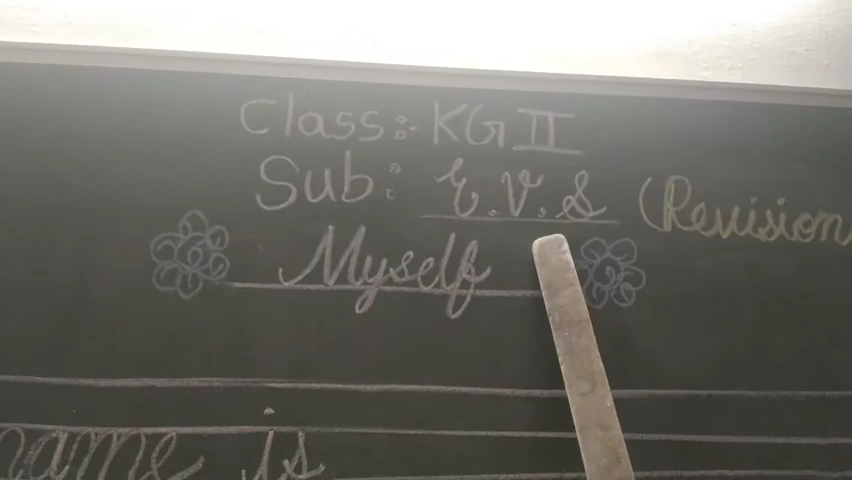 Class:- KG II
Sub: E.V.S (Revision
Myself
name is